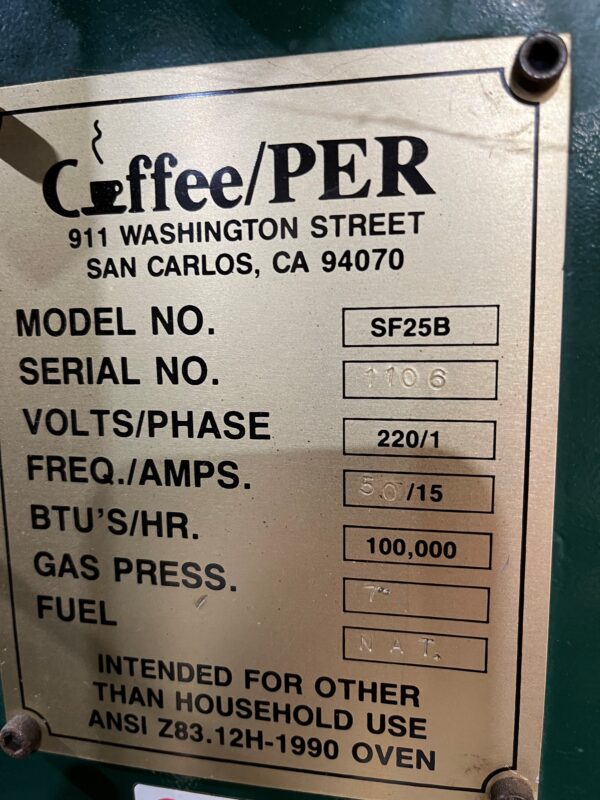 Coffee/PER
911 WASHINGTON STREET
SAN CARLOS, CA 94070
MODEL NO. SF25B
SERIAL NO. 1106
VOLTS/PHASE 220/1
FREQ./AMPS. 50/15
BTU'S/HR. 100,000
GAS PRESS. 7"
FUEL NAT.
INTENDED FOR OTHER
THAN HOUSEHOLD USE
ANSI Z83.12H-1990 OVEN